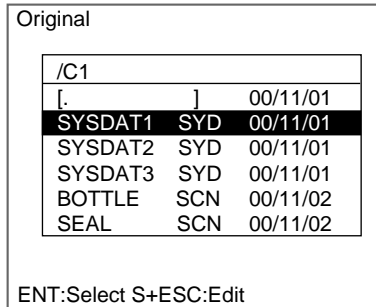 Original
/C1
[. ] 00/11/01
SYSDAT1 SYD 00/11/01
SYSDAT2 SYD 00/11/01
SYSDAT3 SYD 00/11/01
BOTTLE SCN 00/11/02
SEAL SCN 00/11/02
ENT:Select S+ESC:Edit